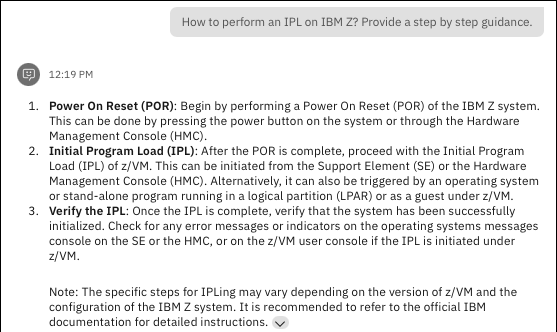 How to perform an IPL on IBM Z? Provide a step by step guidance.
12:19 PM
1. Power On Reset (POR): Begin by performing a Power On Reset (POR) of the IBM Z system.
This can be done by pressing the power button on the system or through the Hardware
Management Console (HMC).
2. Initial Program Load (IPL): After the POR is complete, proceed with the Initial Program
Load (IPL) of z/VM. This can be initiated from the Support Element (SE) or the Hardware
Management Console (HMC). Alternatively, it can also be triggered by an operating system
or stand-alone program running in a logical partition (LPAR) or as a guest under z/VM.
3. Verify the IPL: Once the IPL is complete, verify that the system has been successfully
initialized. Check for any error messages or indicators on the operating systems messages
console on the SE or the HMC, or on the z/VM user console if the IPL is initiated under
z/VM.
Note: The specific steps for IPLing may vary depending on the version of z/VM and the
configuration of the IBM Z system. It is recommended to refer to the official IBM
documentation for detailed instructions.